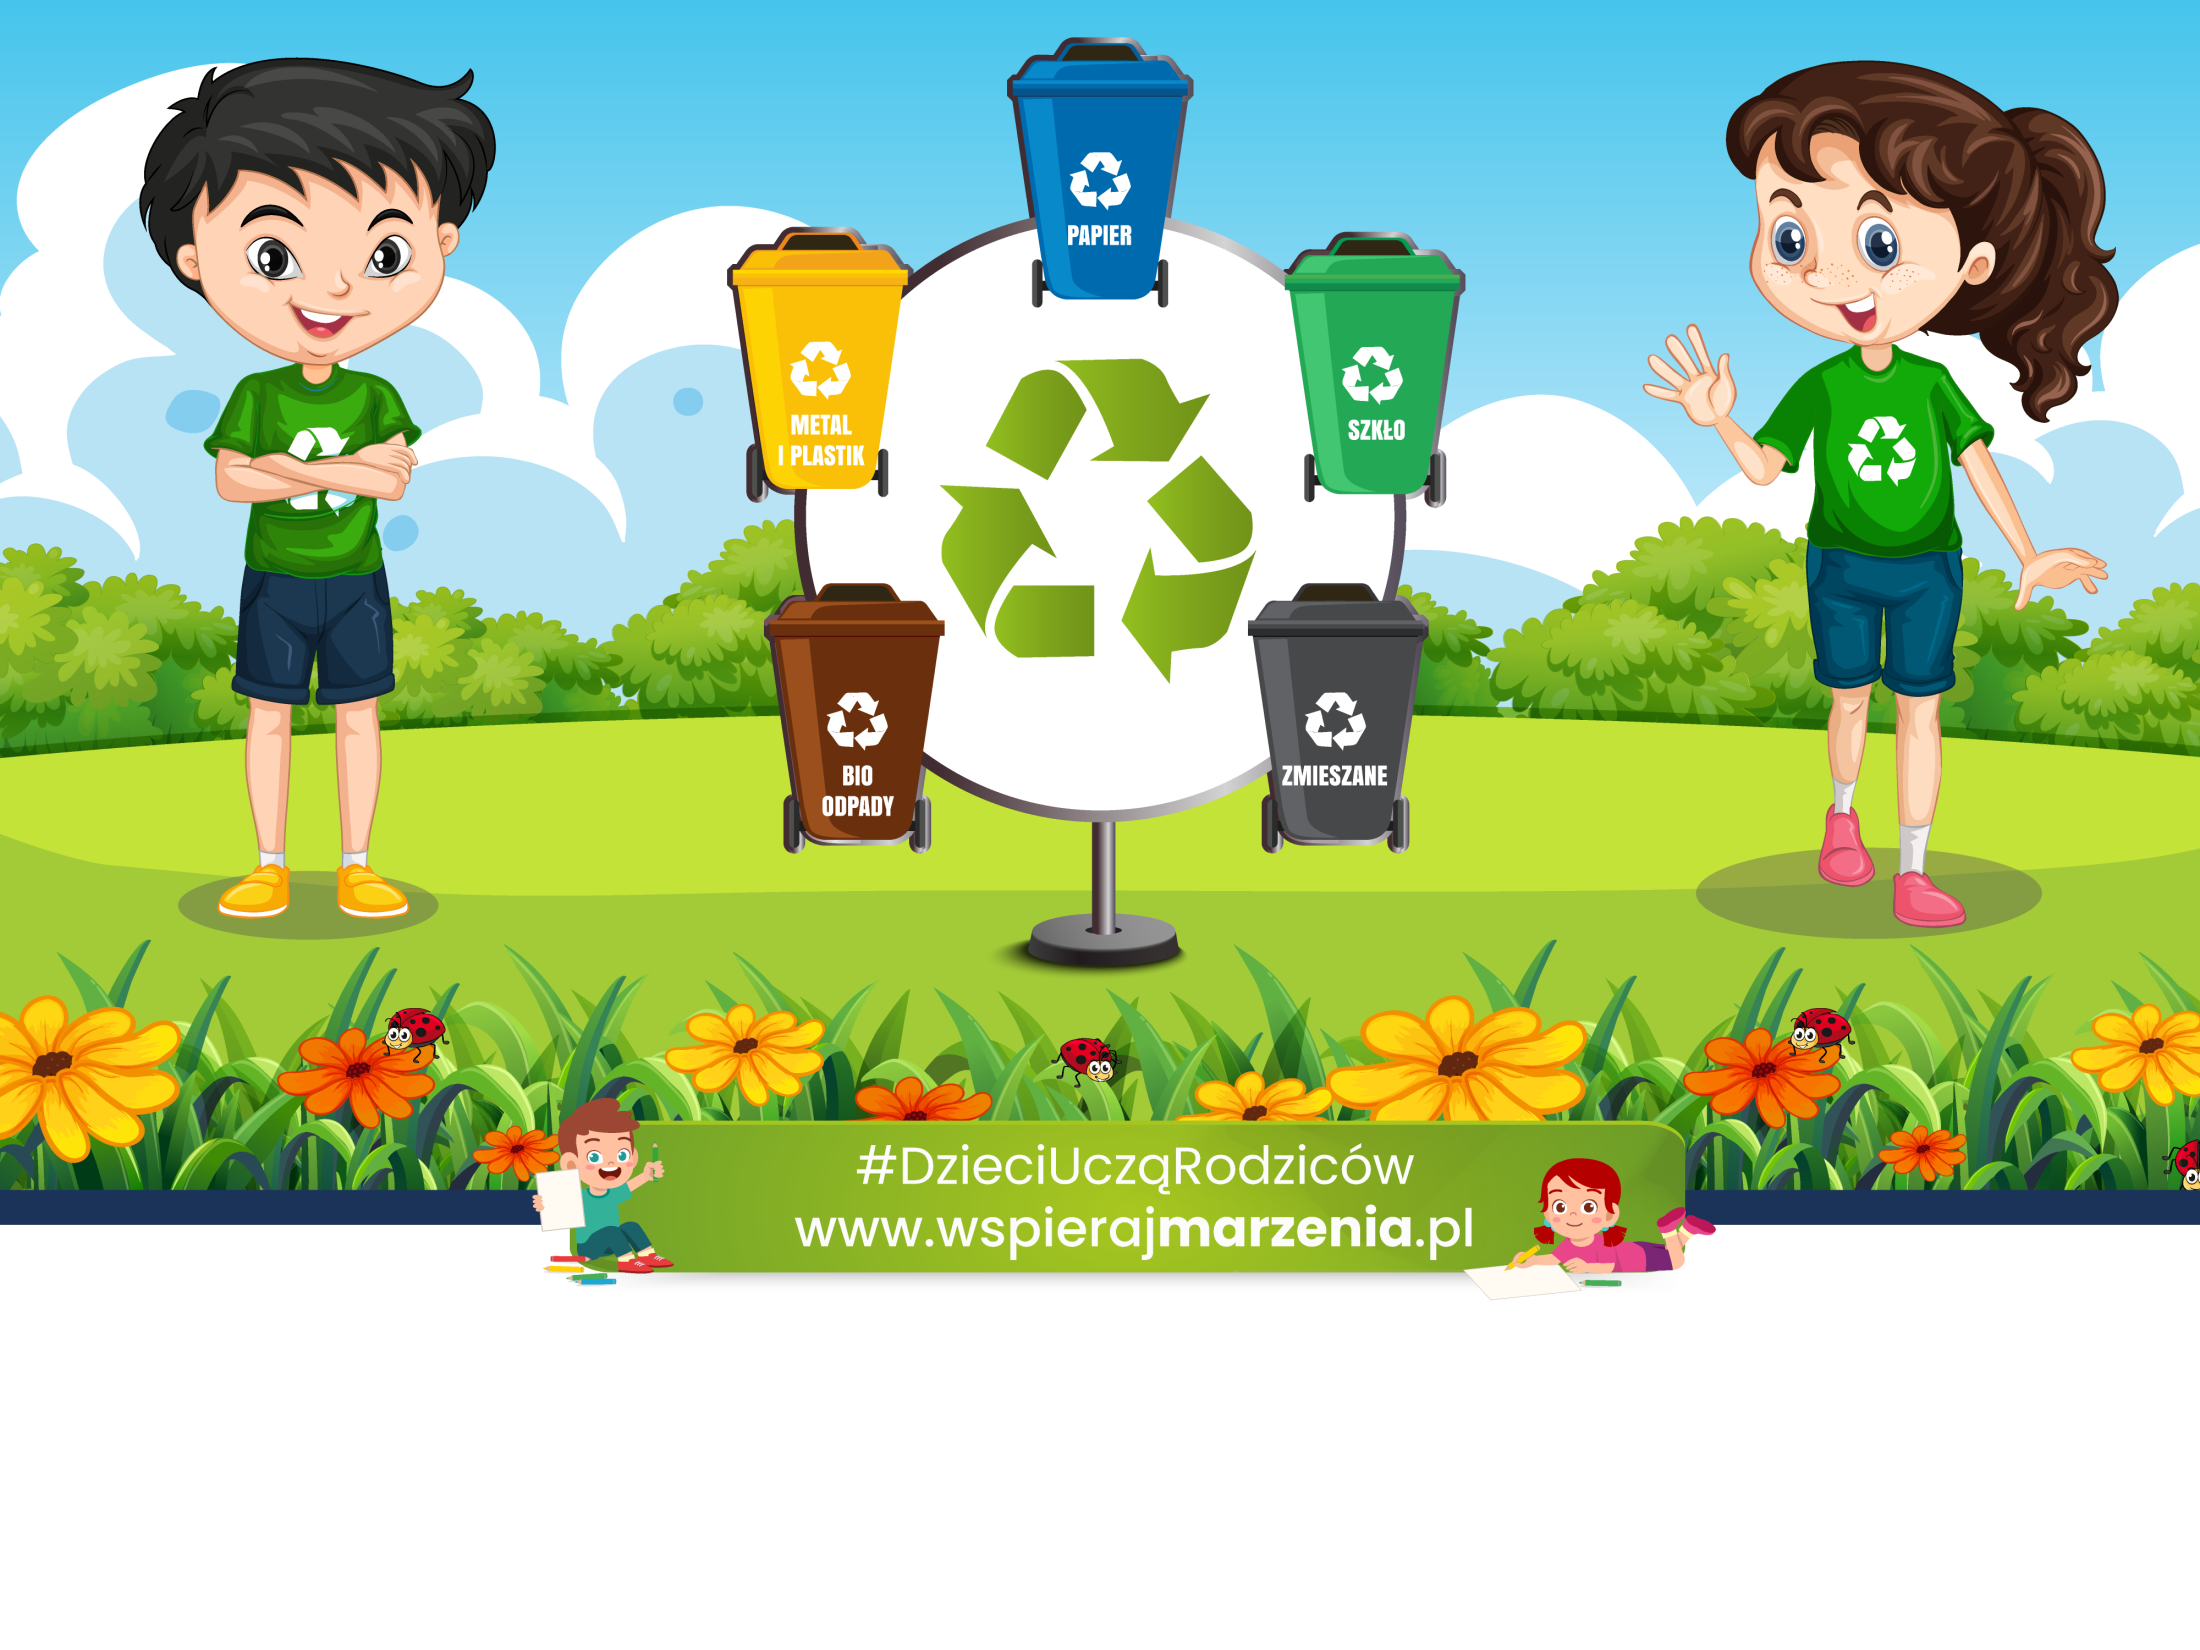 PAPIER
METAL
I PLASTIK
SZKŁO
BIO
ODPADY
ZMIESZANE
#DzieciUcząRodziców
www.wspierajmarzenia.pl